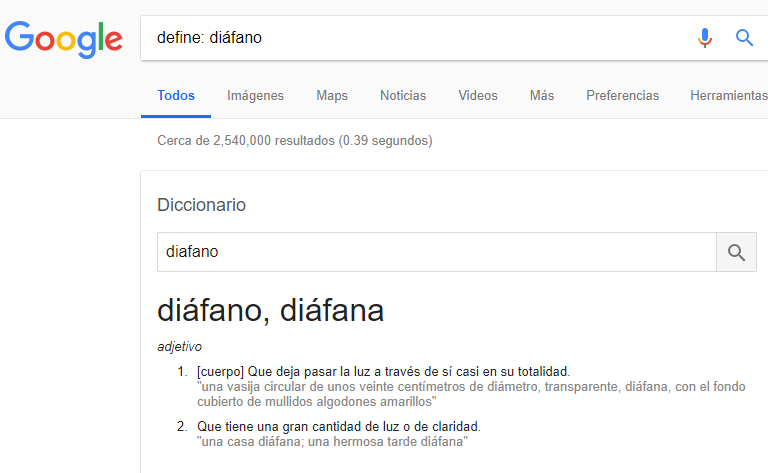 Google
define: diáfano
Todos Imágenes Maps Noticias Videos Más Preferencias Herramientas
Cerca de 2,540,000 resultados (0.39 segundos)
Diccionario
diafano
diáfano, diáfana
adjetivo
1. [cuerpo] Que deja pasar la luz a través de sí casi en su totalidad.
"una vasija circular de unos veinte centímetros de diámetro, transparente, diáfana, con el fondo
cubierto de mullidos algodones amarillos"
2. Que tiene una gran cantidad de luz o de claridad.
"una casa diáfana; una hermosa tarde diáfana"